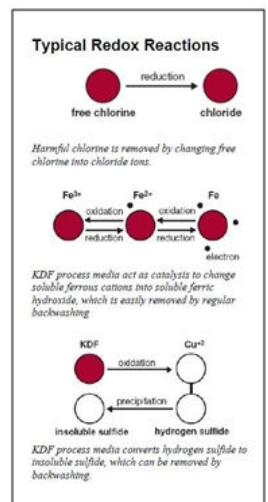 Typical Redox Reactions
reduction
free chlorine chloride
Harmful chlorine is removed by changing free
chlorine into chloride ions.
Fe3+ Fe2+ Fe
oxidation oxidation
reduction reduction
electron
KDF process media act as catalysis to change
soluble ferrous cations into soluble ferric
hydroxide, which is easily removed by regular
backwashing
KDF Cu+2
oxidation
precipitation
insoluble sulfide hydrogen sulfide
KDF process media converts hydrogen sulfide to
insoluble sulfide, which can be removed by
backwashing.